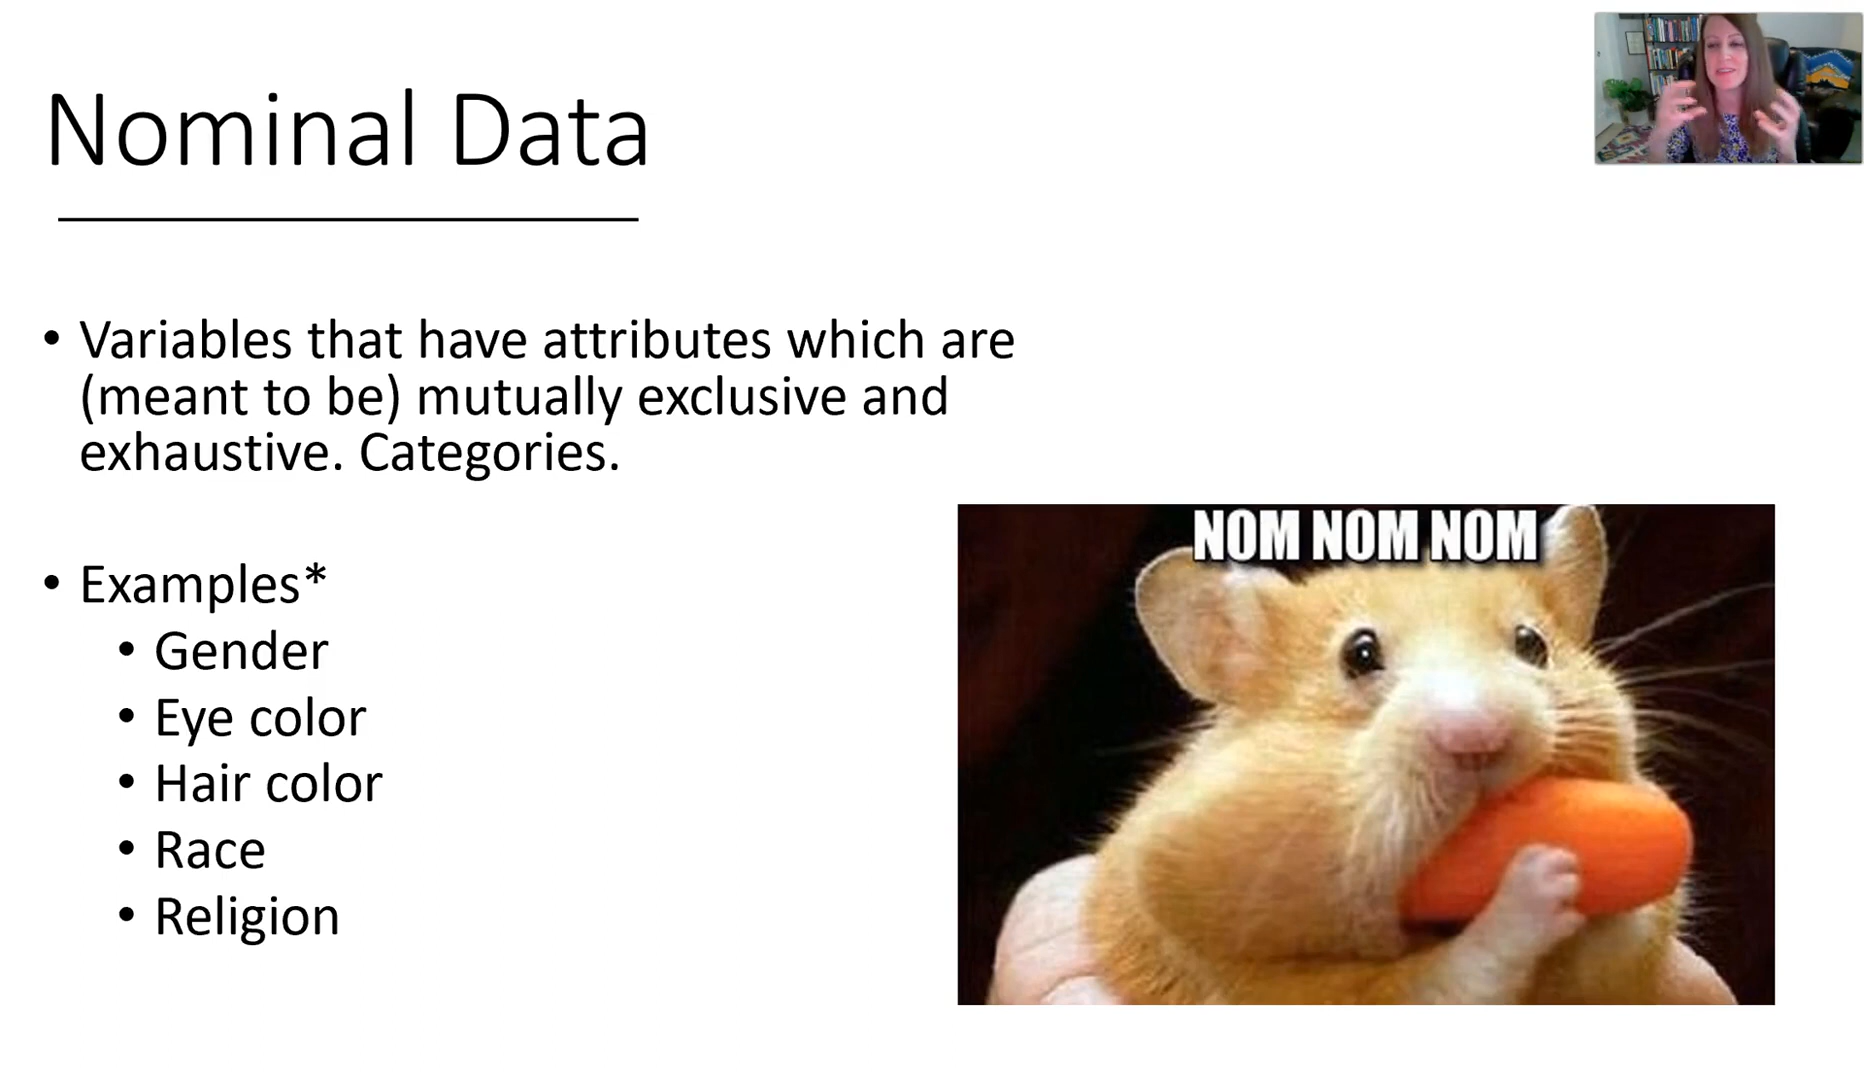 Nominal Data
• Variables that have attributes which are
(meant to be) mutually exclusive and
exhaustive. Categories.
• Examples*
• Gender
• Eye color
• Hair color
• Race
• Religion
NOM NOM NOM